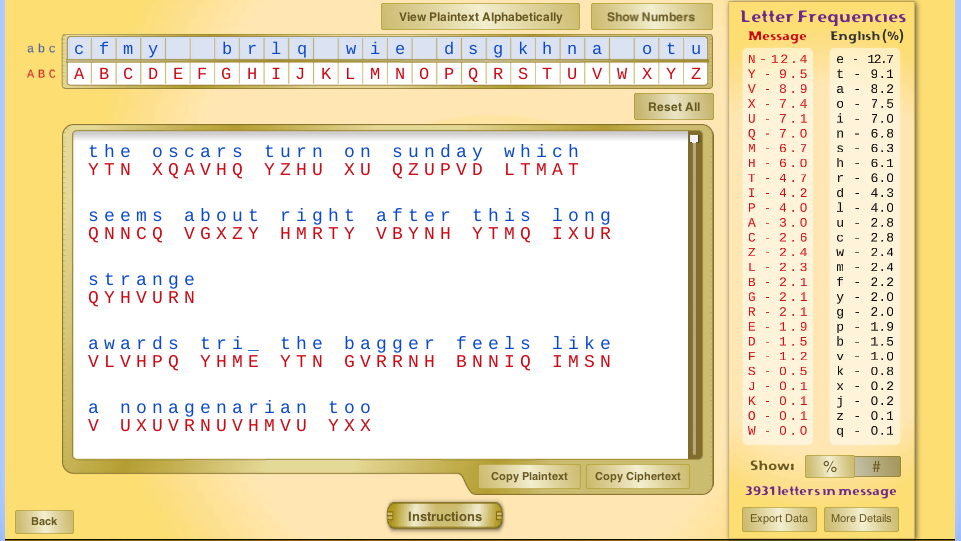 View Plaintext Alphabetically Show Numbers
a b c c f m y b r l q w i e d s g k h n a o t u
A B C A B C D E F G H I J K L M N O P Q R S T U V W X Y Z
Reset All
the oscars turn on sunday which
YTN XQAVHQ YZHU XU QZUPVD LTMAT
seems about right after this long
QNNCQ VGXZY HMRTY VBYNH YTMQ IXUR
strange
QYHVURN
awards tri_ the bagger feels like
VLVHPQ YHME YTN GVRRNH BNNIQ IMSN
a nonagenarian too
V UXUVRNUVHMVU YXX
Copy Plaintext Copy Ciphertext
Back Instructions
Letter Frequencies
Message English (%)
N - 12.4 e - 12.7
Y - 9.5 t - 9.1
V - 8.9 a - 8.2
X - 7.4 o - 7.5
U - 7.1 i - 7.0
Q - 7.0 n - 6.8
M - 6.7 s - 6.3
H - 6.0 h - 6.1
T - 4.7 r - 6.0
I - 4.2 d - 4.3
P - 4.0 l - 4.0
A - 3.0 u - 2.8
C - 2.6 c - 2.8
Z - 2.4 w - 2.4
L - 2.3 m - 2.4
B - 2.1 f - 2.2
G - 2.1 y - 2.0
R - 2.1 g - 2.0
E - 1.9 p - 1.9
D - 1.5 b - 1.5
F - 1.2 v - 1.0
S - 0.5 k - 0.8
J - 0.1 x - 0.2
K - 0.1 j - 0.2
O - 0.1 z - 0.1
W - 0.0 q - 0.1
Show: % #
3931 letters in message
Export Data More Details